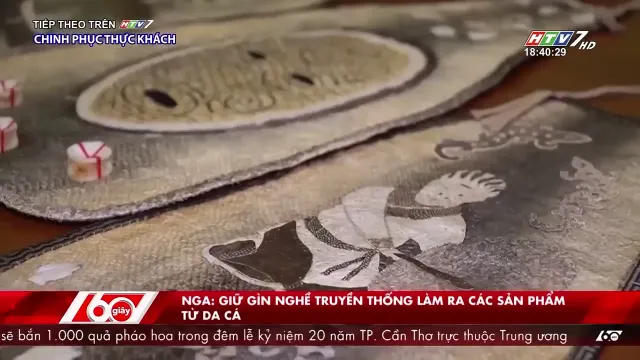 TIẾP THEO TRÊN HTV7
CHINH PHỤC THỰC KHÁCH
HTV7 HD
18:40:29
60 giây
NGA: GIỮ GÌN NGHỀ TRUYỀN THỐNG LÀM RA CÁC SẢN PHẨM
TỪ DA CÁ
sẽ bắn 1.000 quả pháo hoa trong đêm lễ kỷ niệm 20 năm TP. Cần Thơ trực thuộc Trung ương
60